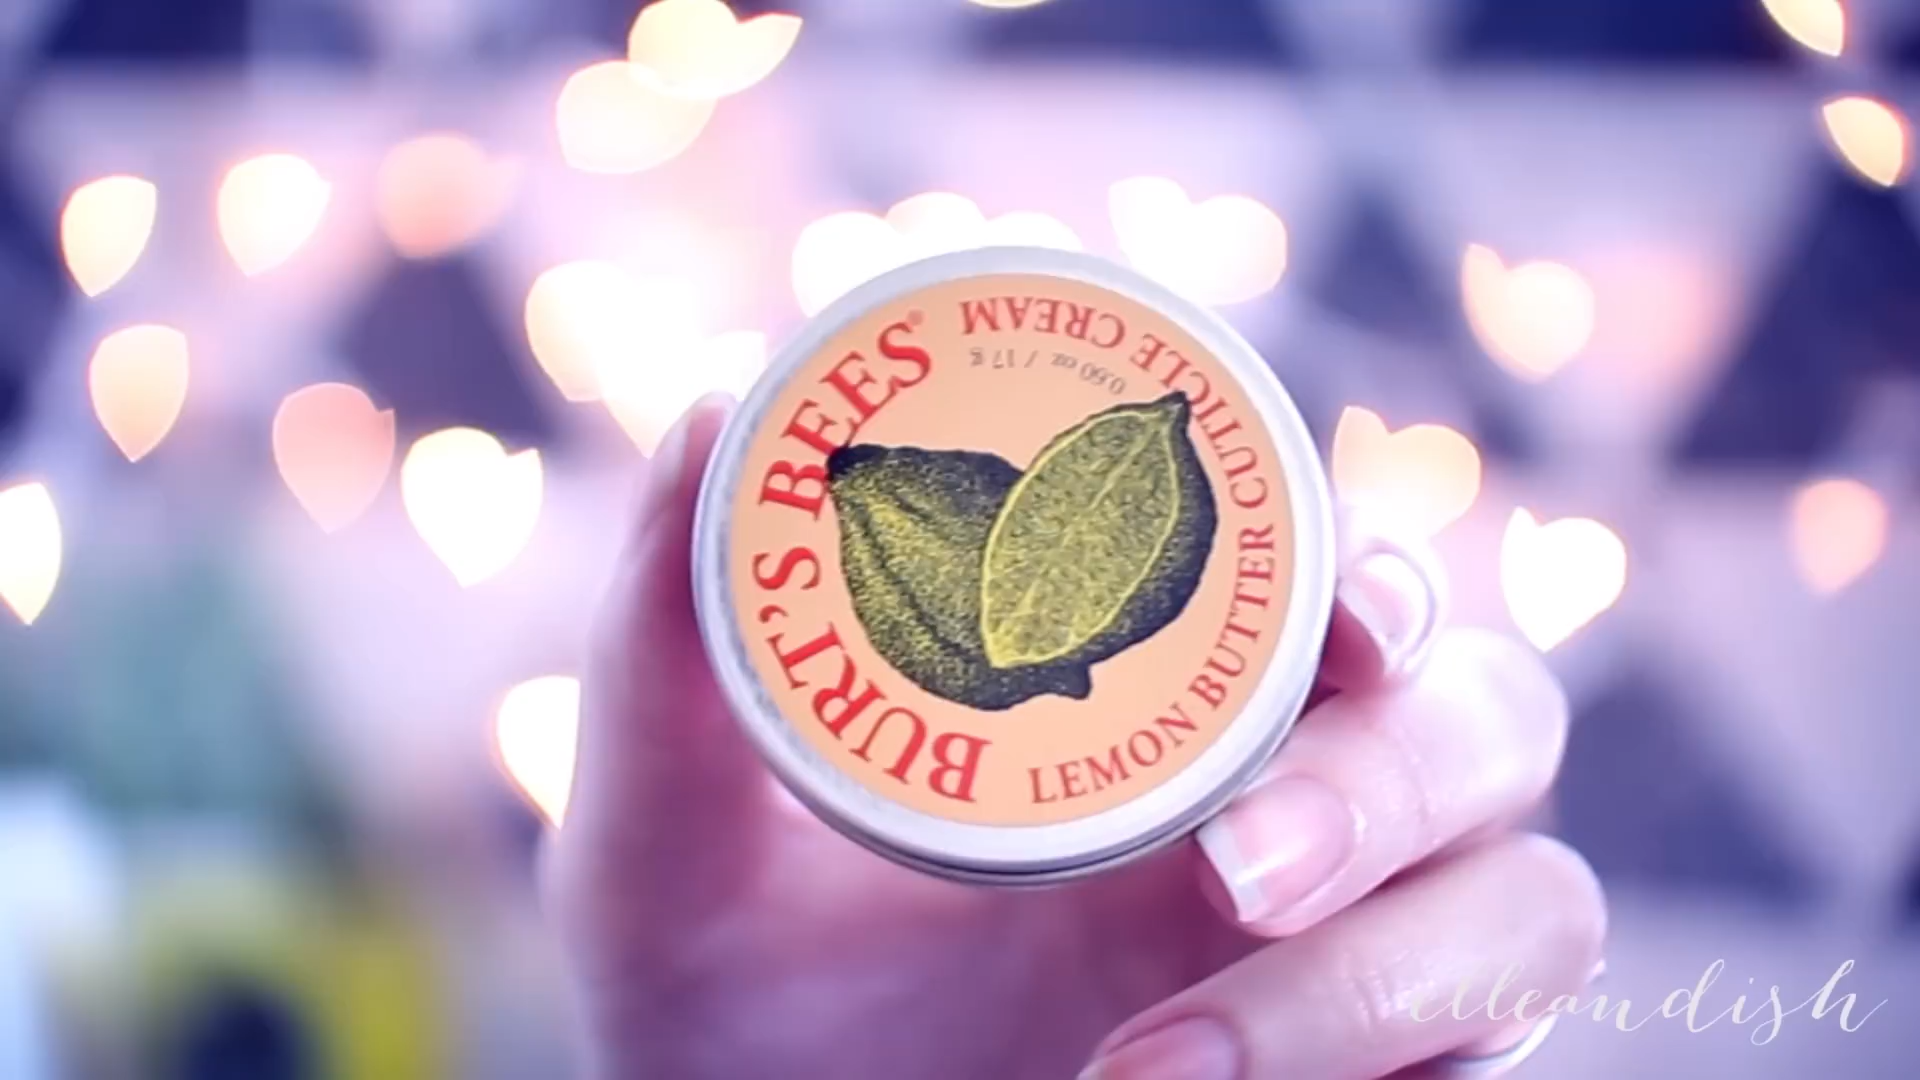 BURT'S BEES®
LEMON BUTTER CUTICLE CREAM
0.60 oz / 17 g
elleandish